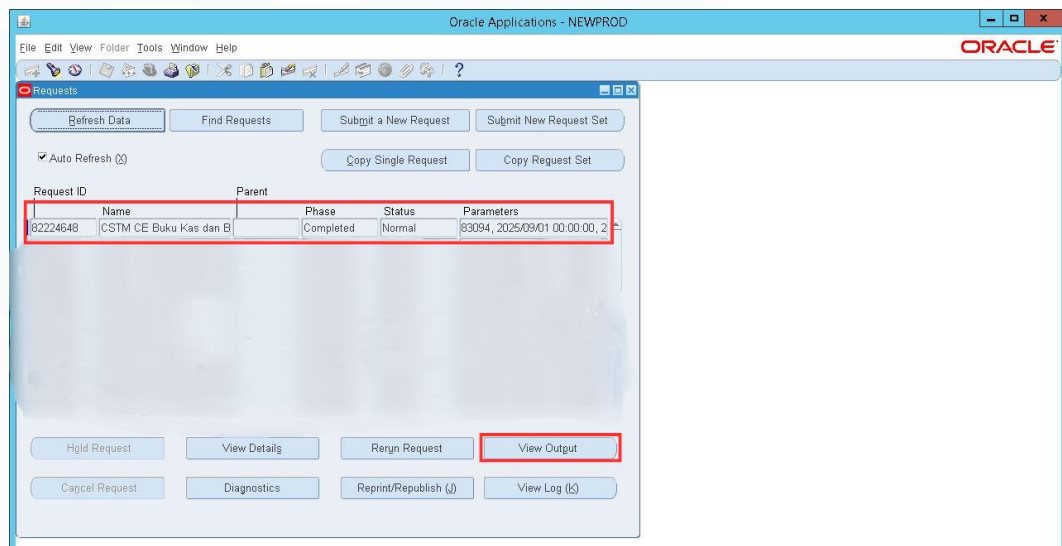 Oracle Applications - NEWPROD
File Edit View Folder Tools Window Help
ORACLE
Requests
Refresh Data Find Requests Submit a New Request Submit New Request Set
Auto Refresh (X) Copy Single Request Copy Request Set
Request ID Parent
Name Phase Status Parameters
82224648 CSTM CE Buku Kas dan B Completed Normal 83094, 2025/09/01 00:00:00, 2
Hold Request View Details Rerun Request View Output
Cancel Request Diagnostics Reprint/Republish (J) View Log (K)